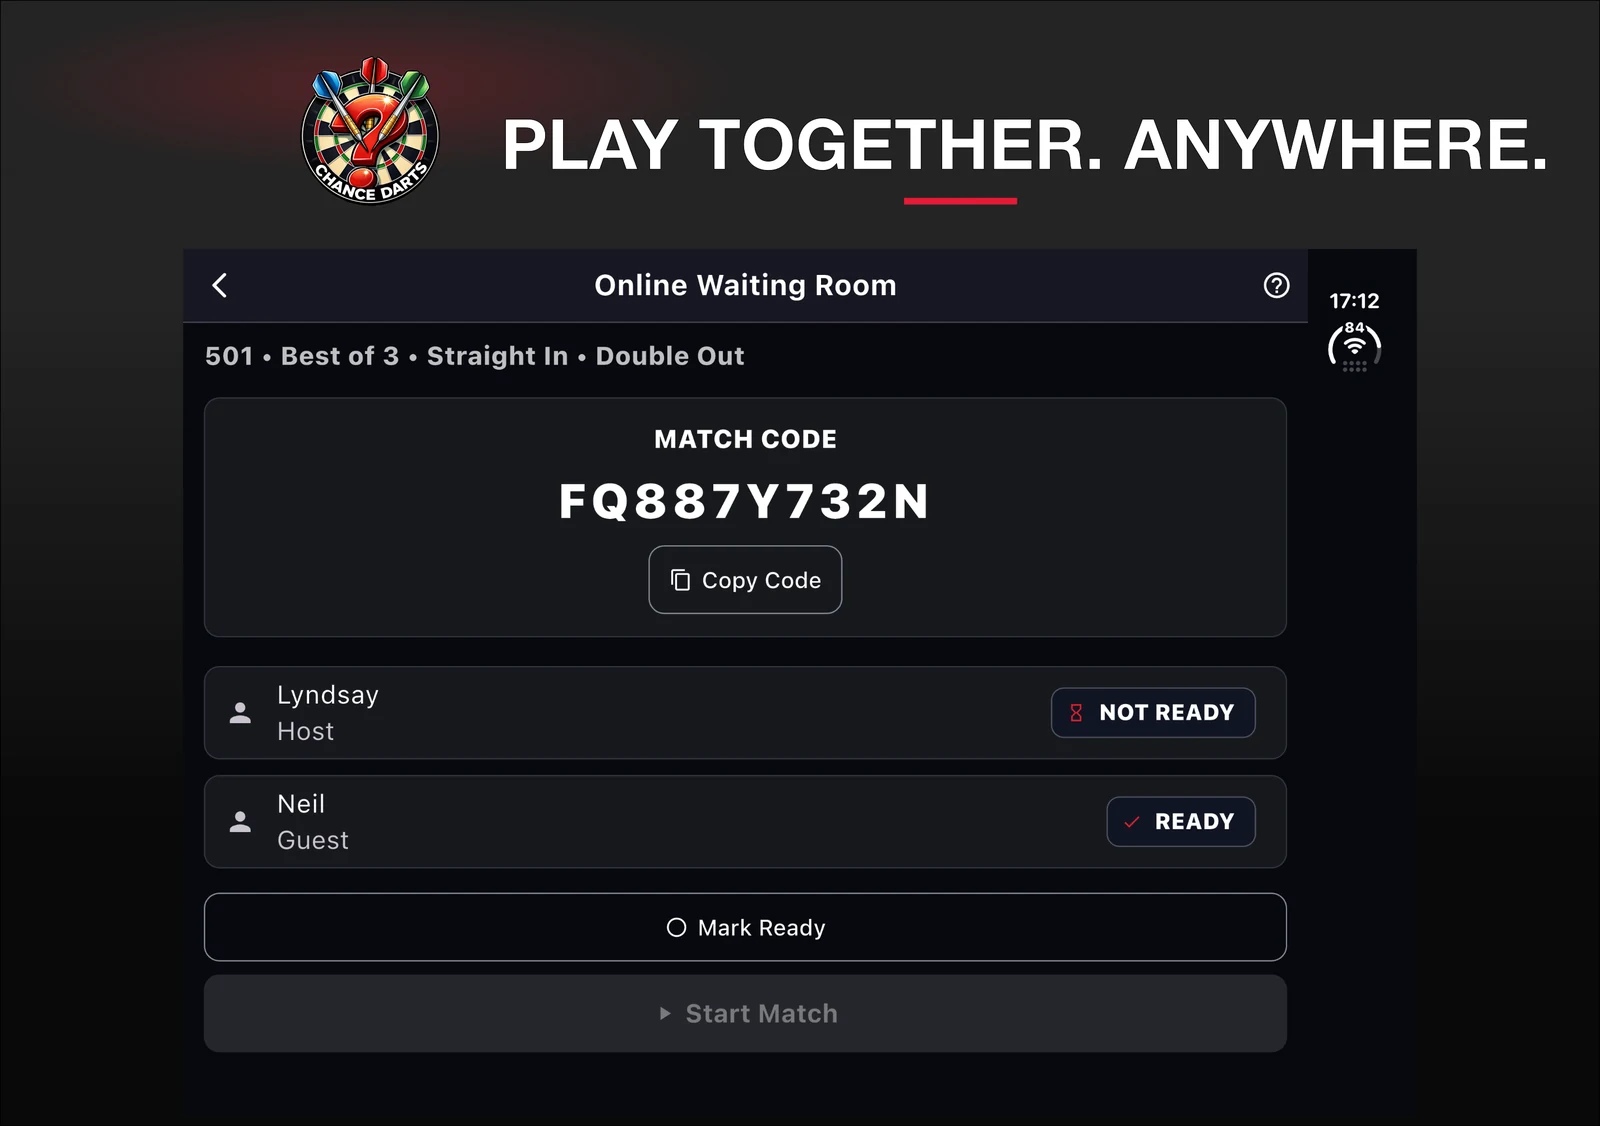 CHANCE DARTS
PLAY TOGETHER. ANYWHERE.
Online Waiting Room
17:12
84
501 • Best of 3 • Straight In • Double Out
MATCH CODE
FQ887Y732N
Copy Code
Lyndsay
Host
NOT READY
Neil
Guest
READY
Mark Ready
Start Match